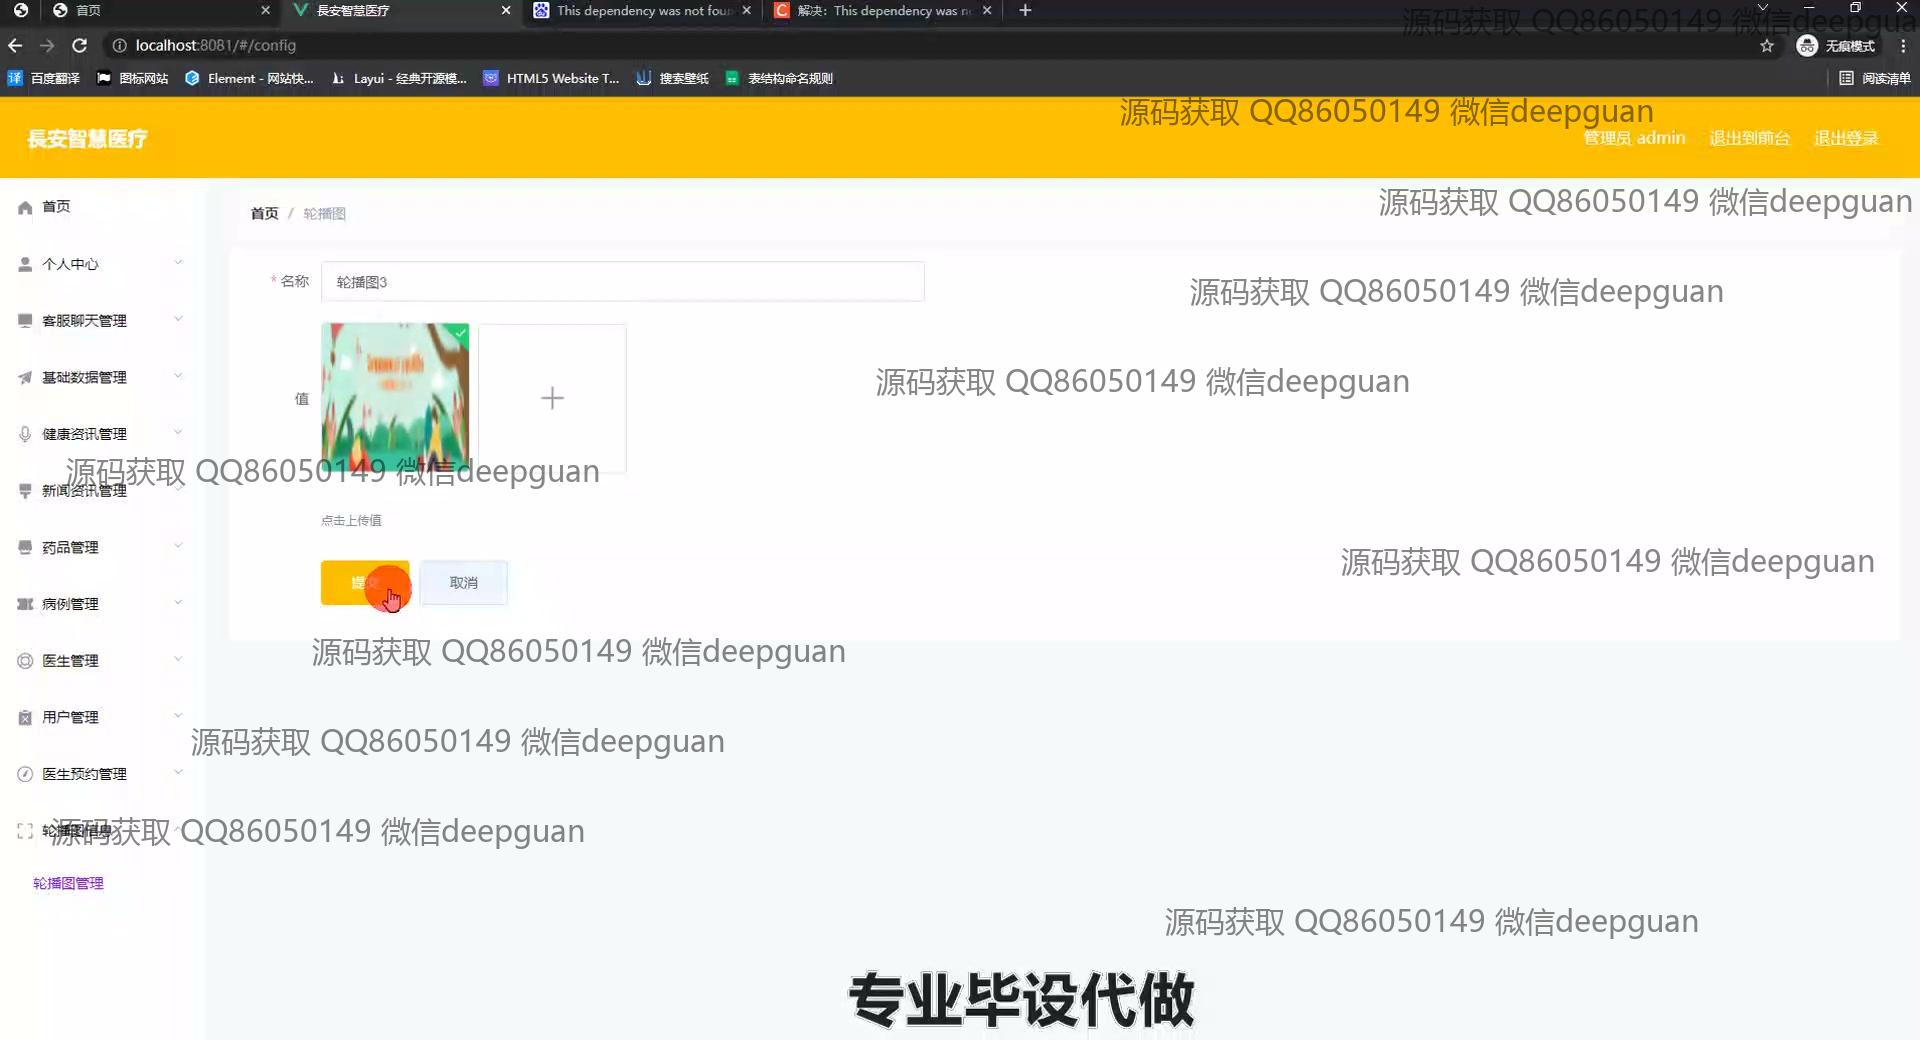 首页
長安智慧医疗
This dependency was not foun
解决：This dependency was n
localhost:8081/#/config
无痕模式
百度翻译
图标网站
Element - 网站快...
Layui - 经典开源模...
HTML5 Website T...
搜索壁纸
表结构命名规则
阅读清单
源码获取 QQ86050149 微信deepgua
長安智慧医疗
源码获取 QQ86050149 微信deepguan
管理员 admin
退出到前台
退出登录
首页
个人中心
客服聊天管理
基础数据管理
健康资讯管理
新闻资讯管理
药品管理
病例管理
医生管理
用户管理
医生预约管理
轮播图信息
轮播图管理
首页 / 轮播图
源码获取 QQ86050149 微信deepguan
* 名称
轮播图3
源码获取 QQ86050149 微信deepguan
源码获取 QQ86050149 微信deepguan
值
源码获取 QQ86050149 微信deepguan
点击上传值
源码获取 QQ86050149 微信deepguan
取消
源码获取 QQ86050149 微信deepguan
源码获取 QQ86050149 微信deepguan
源码获取 QQ86050149 微信deepguan
源码获取 QQ86050149 微信deepguan
专业毕设代做